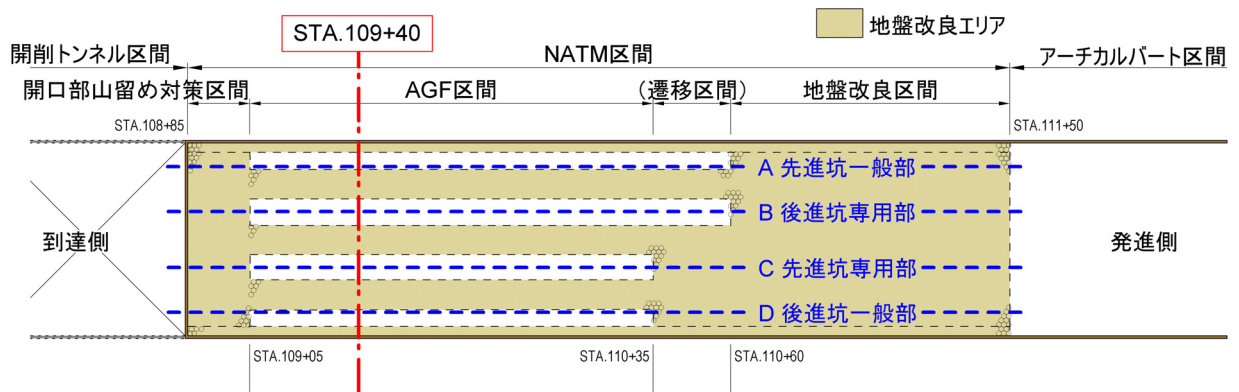 STA.109+40
地盤改良エリア
開削トンネル区間
NATM区間
アーチカルバート区間
開口部山留め対策区間
AGF区間
(遷移区間)
地盤改良区間
STA.108+85
STA.111+50
A 先進坑一般部
B 後進坑専用部
到達側
発進側
C 先進坑専用部
D 後進坑一般部
STA.109+05
STA.110+35
STA.110+60